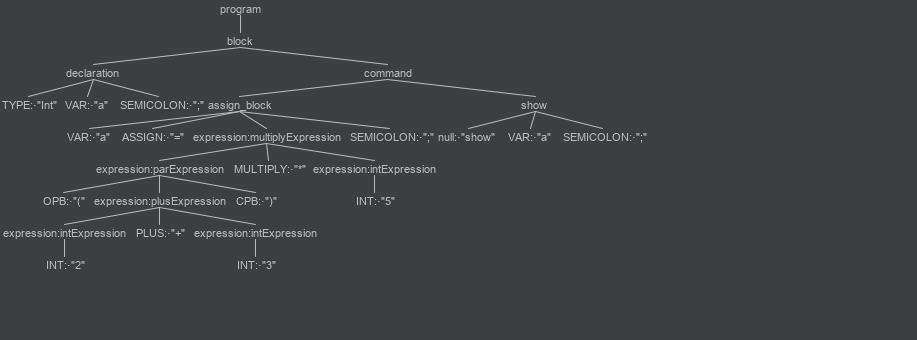 program
block
declaration command
TYPE:·"Int" VAR:·"a" SEMICOLON:·";" assign_block show
VAR:·"a" ASSIGN:·"=" expression:multiplyExpression SEMICOLON:·";" null:·"show" VAR:·"a" SEMICOLON:·";"
expression:parExpression MULTIPLY:·"*" expression:intExpression
OPB:·"(" expression:plusExpression CPB:·")" INT:·"5"
expression:intExpression PLUS:·"+" expression:intExpression
INT:·"2" INT:·"3"